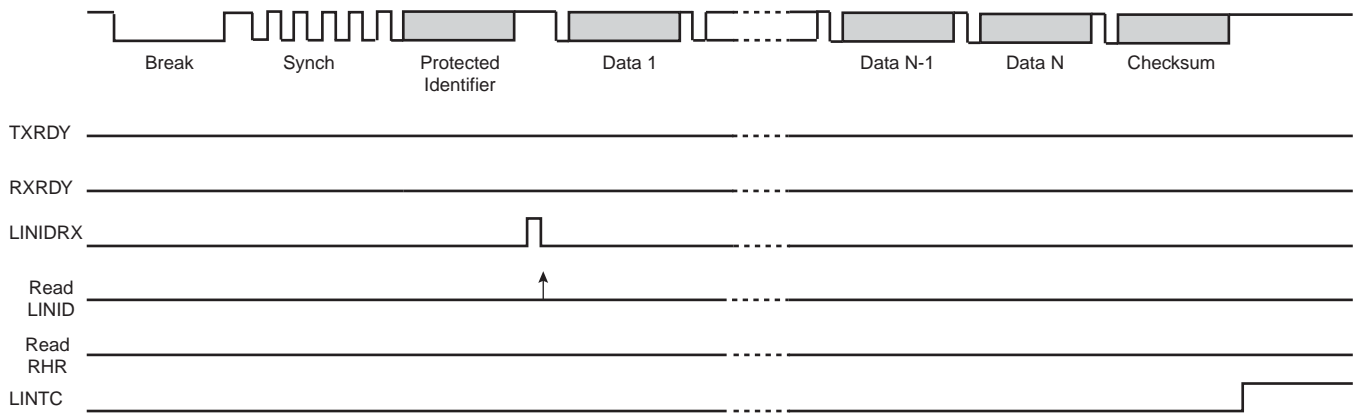 Break
Synch
Protected
Identifier
Data 1
Data N-1
Data N
Checksum
TXRDY
RXRDY
LINIDRX
Read
LINID
Read
RHR
LINTC